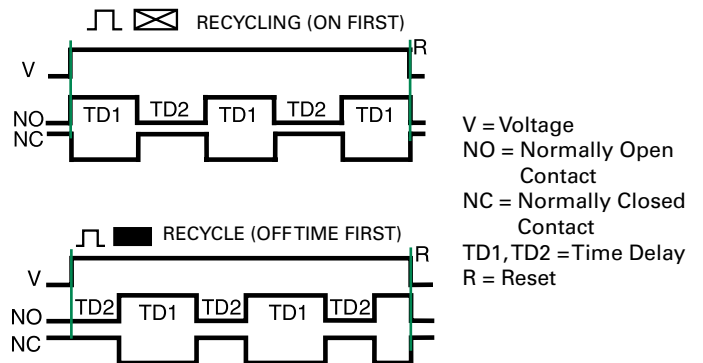 RECYCLING (ON FIRST)
R
V
NO
NC
TD1 TD2 TD1 TD2 TD1
V = Voltage
NO = Normally Open
Contact
NC = Normally Closed
Contact
TD1, TD2 = Time Delay
R = Reset
RECYCLE (OFF TIME FIRST)
R
V
NO
NC
TD2 TD1 TD2 TD1 TD2